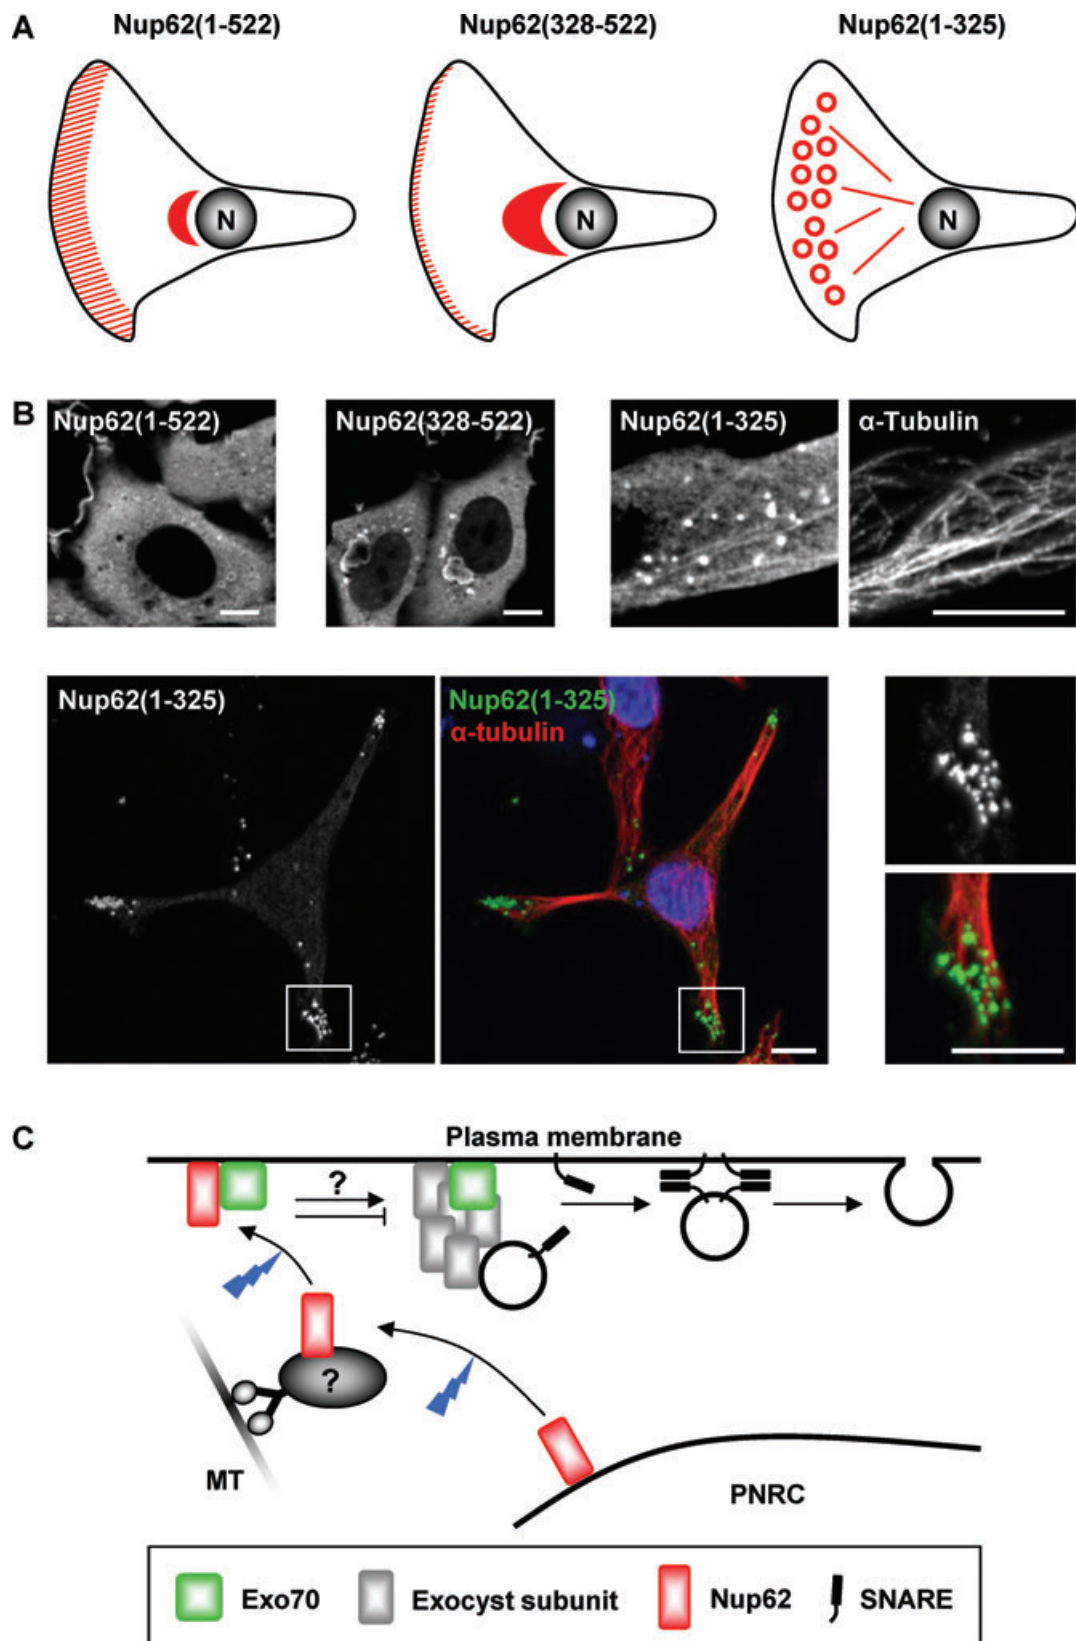 A
Nup62(1-522)
Nup62(328-522)
Nup62(1-325)
N
N
N
B
Nup62(1-522)
Nup62(328-522)
Nup62(1-325)
α-Tubulin
Nup62(1-325)
Nup62(1-325)
α-tubulin
C
Plasma membrane
?
?
MT
PNRC
Exo70
Exocyst subunit
Nup62
SNARE